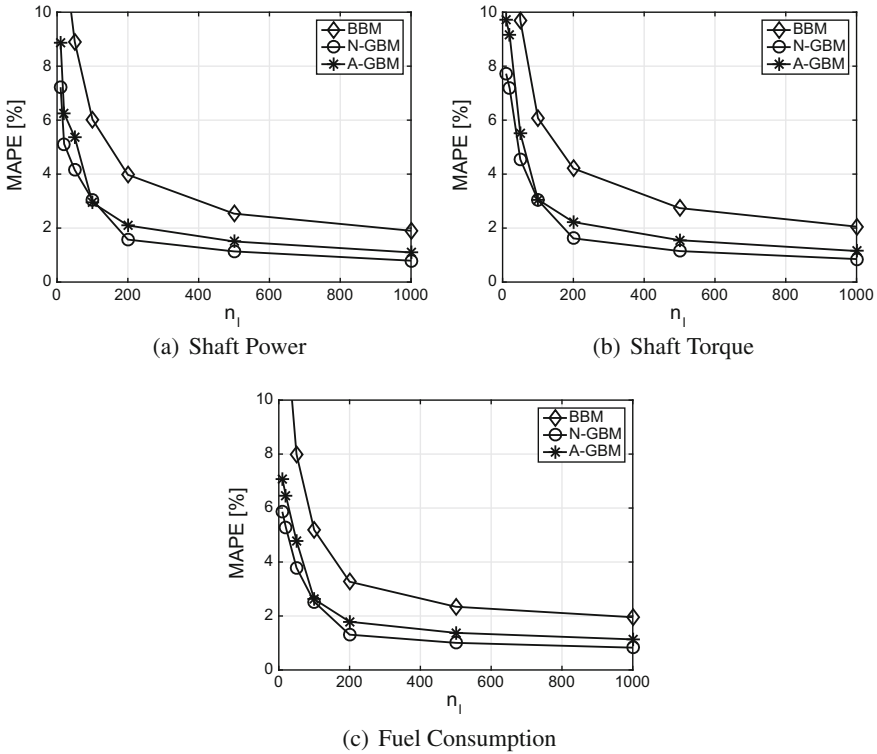 10
8
6
4
2
0
MAPE [%]
BBM
N-GBM
A-GBM
0 200 400 600 800 1000
n_l
(a) Shaft Power
10
8
6
4
2
0
MAPE [%]
BBM
N-GBM
A-GBM
0 200 400 600 800 1000
n_l
(b) Shaft Torque
10
8
6
4
2
0
MAPE [%]
BBM
N-GBM
A-GBM
0 200 400 600 800 1000
n_l
(c) Fuel Consumption